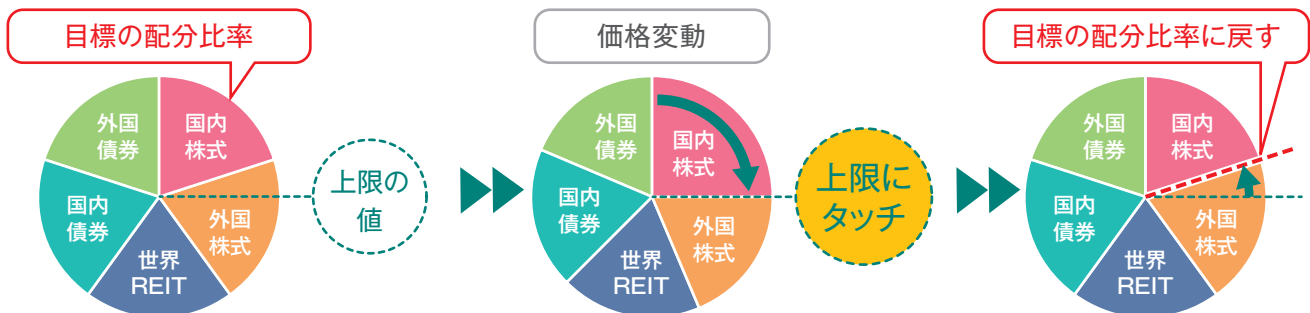 目標の配分比率
外国
債券
国内
株式
国内
債券
外国
株式
世界
REIT
上限の
値
価格変動
外国
債券
国内
株式
国内
債券
外国
株式
世界
REIT
上限に
タッチ
目標の配分比率に戻す
外国
債券
国内
株式
国内
債券
外国
株式
世界
REIT